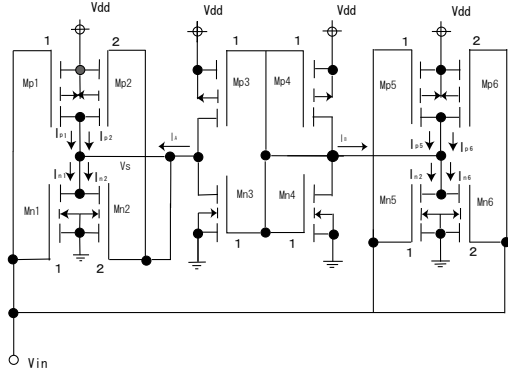 Vdd Vdd Vdd Vdd
1 2 1 1 1 2
Mp1 Mp2 Mp3 Mp4 Mp5 Mp6
Ip1 Ip2 IA IB Ip5 Ip6
Vs
In1 In2 In2 In6
Mn1 Mn2 Mn3 Mn4 Mn5 Mn6
1 2 1 1 1 2
Vin